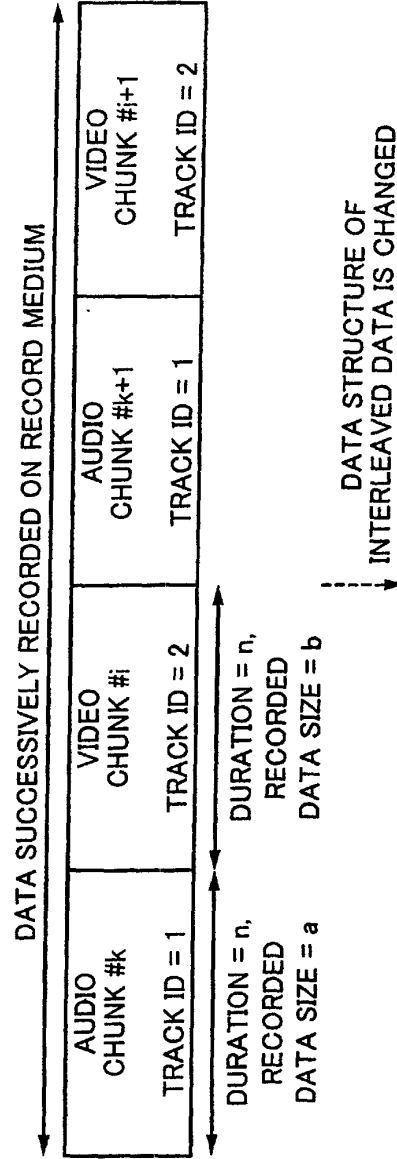 DATA SUCCESSIVELY RECORDED ON RECORD MEDIUM
AUDIO
CHUNK #k
TRACK ID = 1
VIDEO
CHUNK #i
TRACK ID = 2
AUDIO
CHUNK #k+1
TRACK ID = 1
VIDEO
CHUNK #i+1
TRACK ID = 2
DURATION = n,
RECORDED
DATA SIZE = a
DURATION = n,
RECORDED
DATA SIZE = b
DATA STRUCTURE OF
INTERLEAVED DATA IS CHANGED